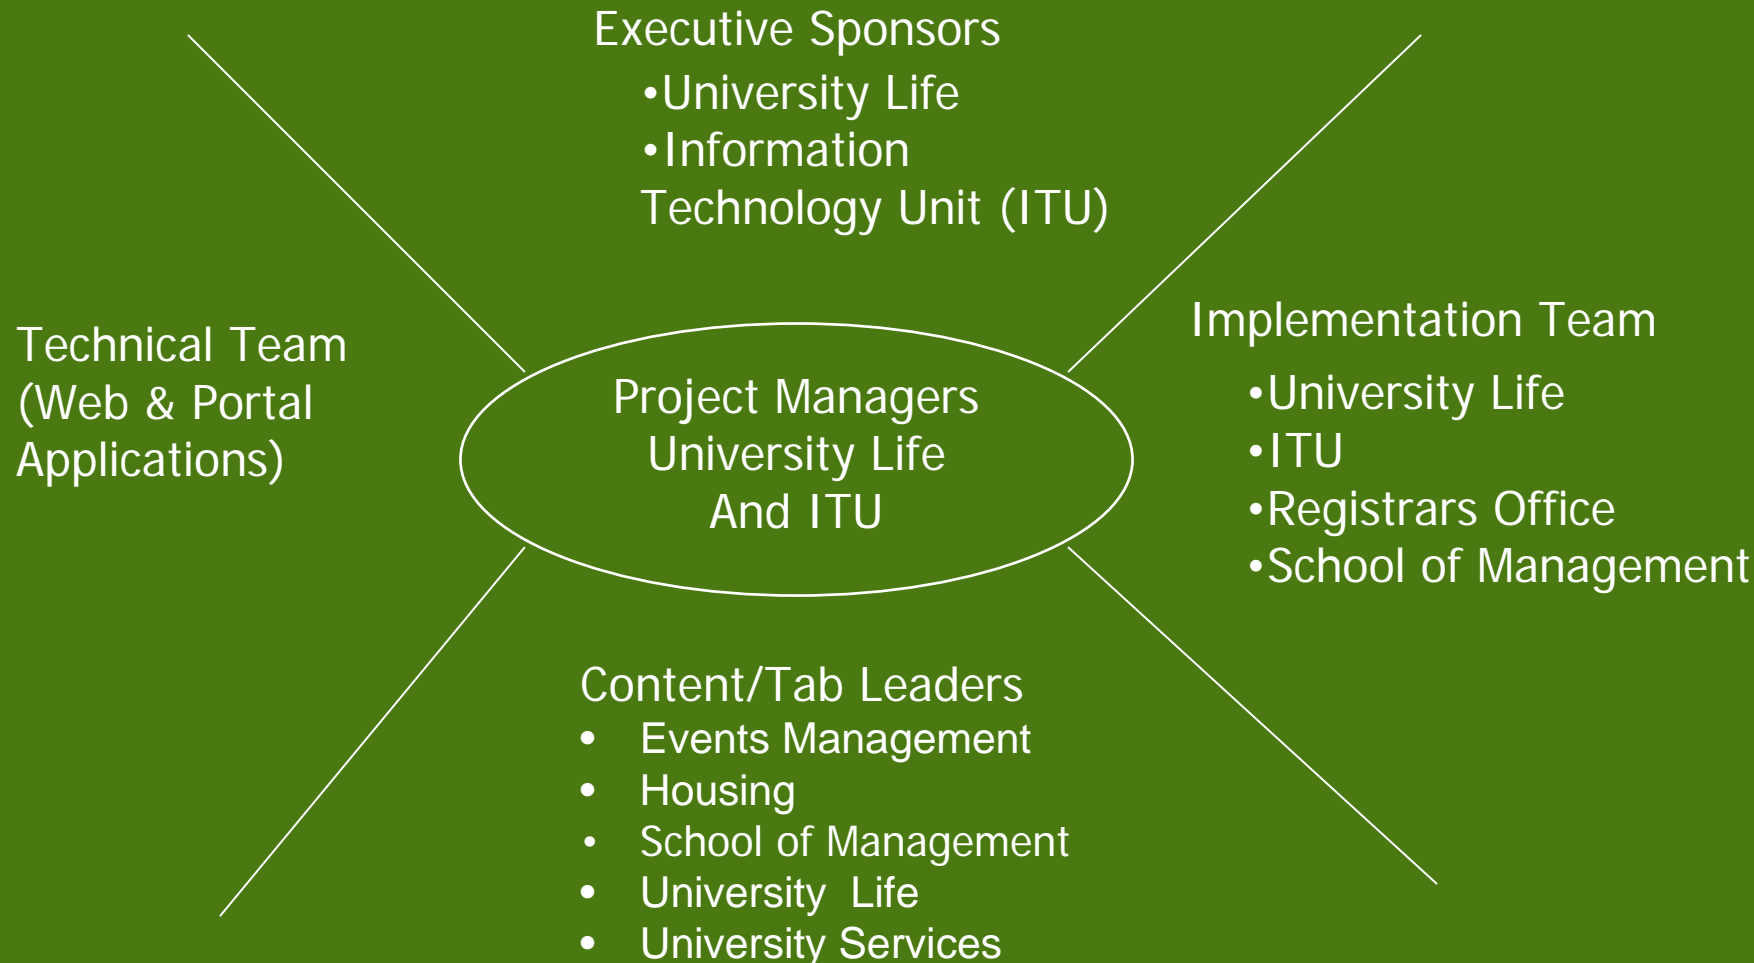 Executive Sponsors
•University Life
•Information
Technology Unit (ITU)
Technical Team
(Web & Portal
Applications)
Project Managers
University Life
And ITU
Implementation Team
•University Life
•ITU
•Registrars Office
•School of Management
Content/Tab Leaders
• Events Management
• Housing
• School of Management
• University Life
• University Services